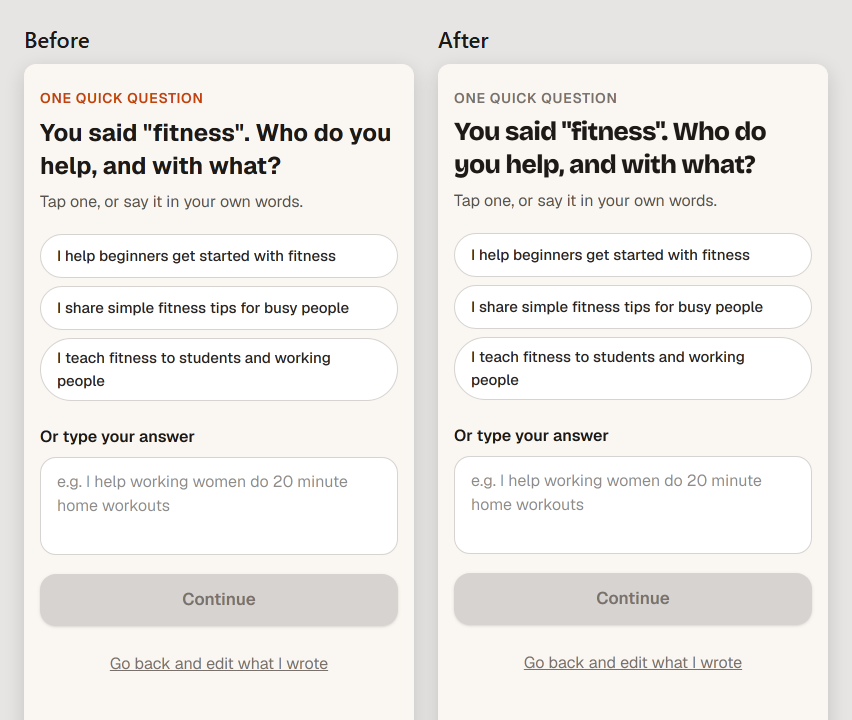 Before
ONE QUICK QUESTION
You said "fitness". Who do you
help, and with what?
Tap one, or say it in your own words.
I help beginners get started with fitness
I share simple fitness tips for busy people
I teach fitness to students and working
people
Or type your answer
e.g. I help working women do 20 minute
home workouts
Continue
Go back and edit what I wrote
After
ONE QUICK QUESTION
You said "fitness". Who do
you help, and with what?
Tap one, or say it in your own words.
I help beginners get started with fitness
I share simple fitness tips for busy people
I teach fitness to students and working
people
Or type your answer
e.g. I help working women do 20 minute
home workouts
Continue
Go back and edit what I wrote